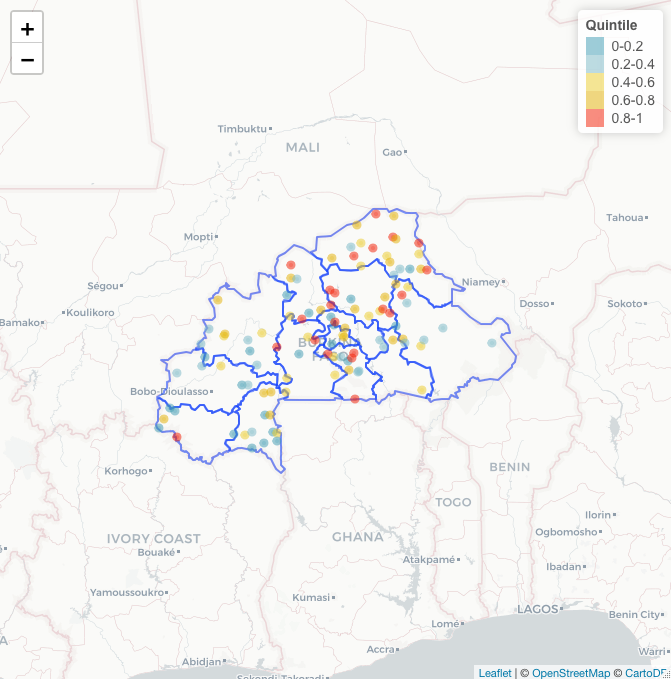 +
−
Quintile
0-0.2
0.2-0.4
0.4-0.6
0.6-0.8
0.8-1
Timbuktu
MALI
Gao
Tahoua
Mopti
Niamey
Ségou
Dosso
Sokoto
Koulikoro
Bamako
BURKINA
FASO
Bobo-Dioulasso
Korhogo
BENIN
TOGO
Ilorin
IVORY COAST
GHANA
Ogbomosho
Bouaké
Atakpamé
Ibadan
Yamoussoukro
Kumasi
LAGOS
Benin City
Lomé
Accra
Warri
Abidjan
Sekondi-Takoradi
Leaflet | © OpenStreetMap © CartoDB